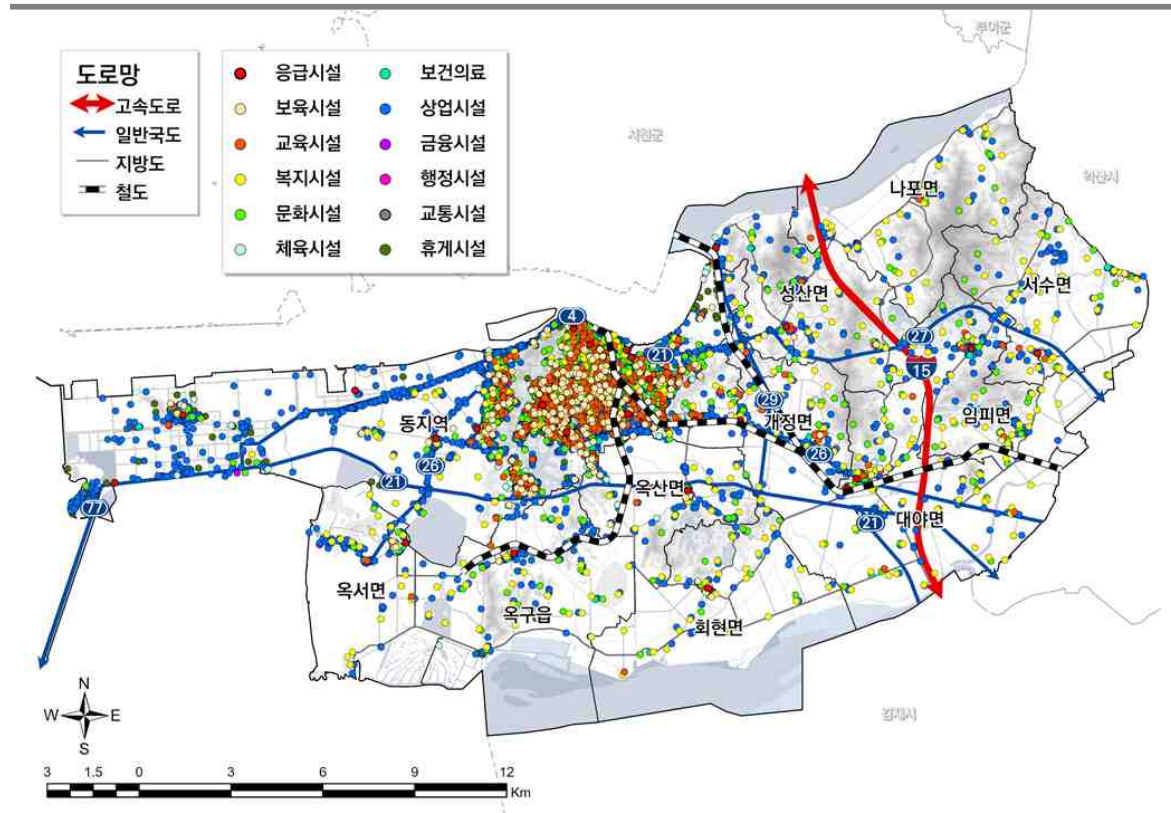 도로망
고속도로
일반국도
지방도
철도
응급시설
보건의료
보육시설
상업시설
교육시설
금융시설
복지시설
행정시설
문화시설
교통시설
체육시설
휴게시설
부여군
서천군
익산시
나포면
성산면
서수면
4
27
21
15
29
동지역
개정면
임피면
26
26
21
옥산면
77
대야면
21
옥서면
옥구읍
회현면
김제시
N
W E
S
3 1.5 0 3 6 9 12
Km